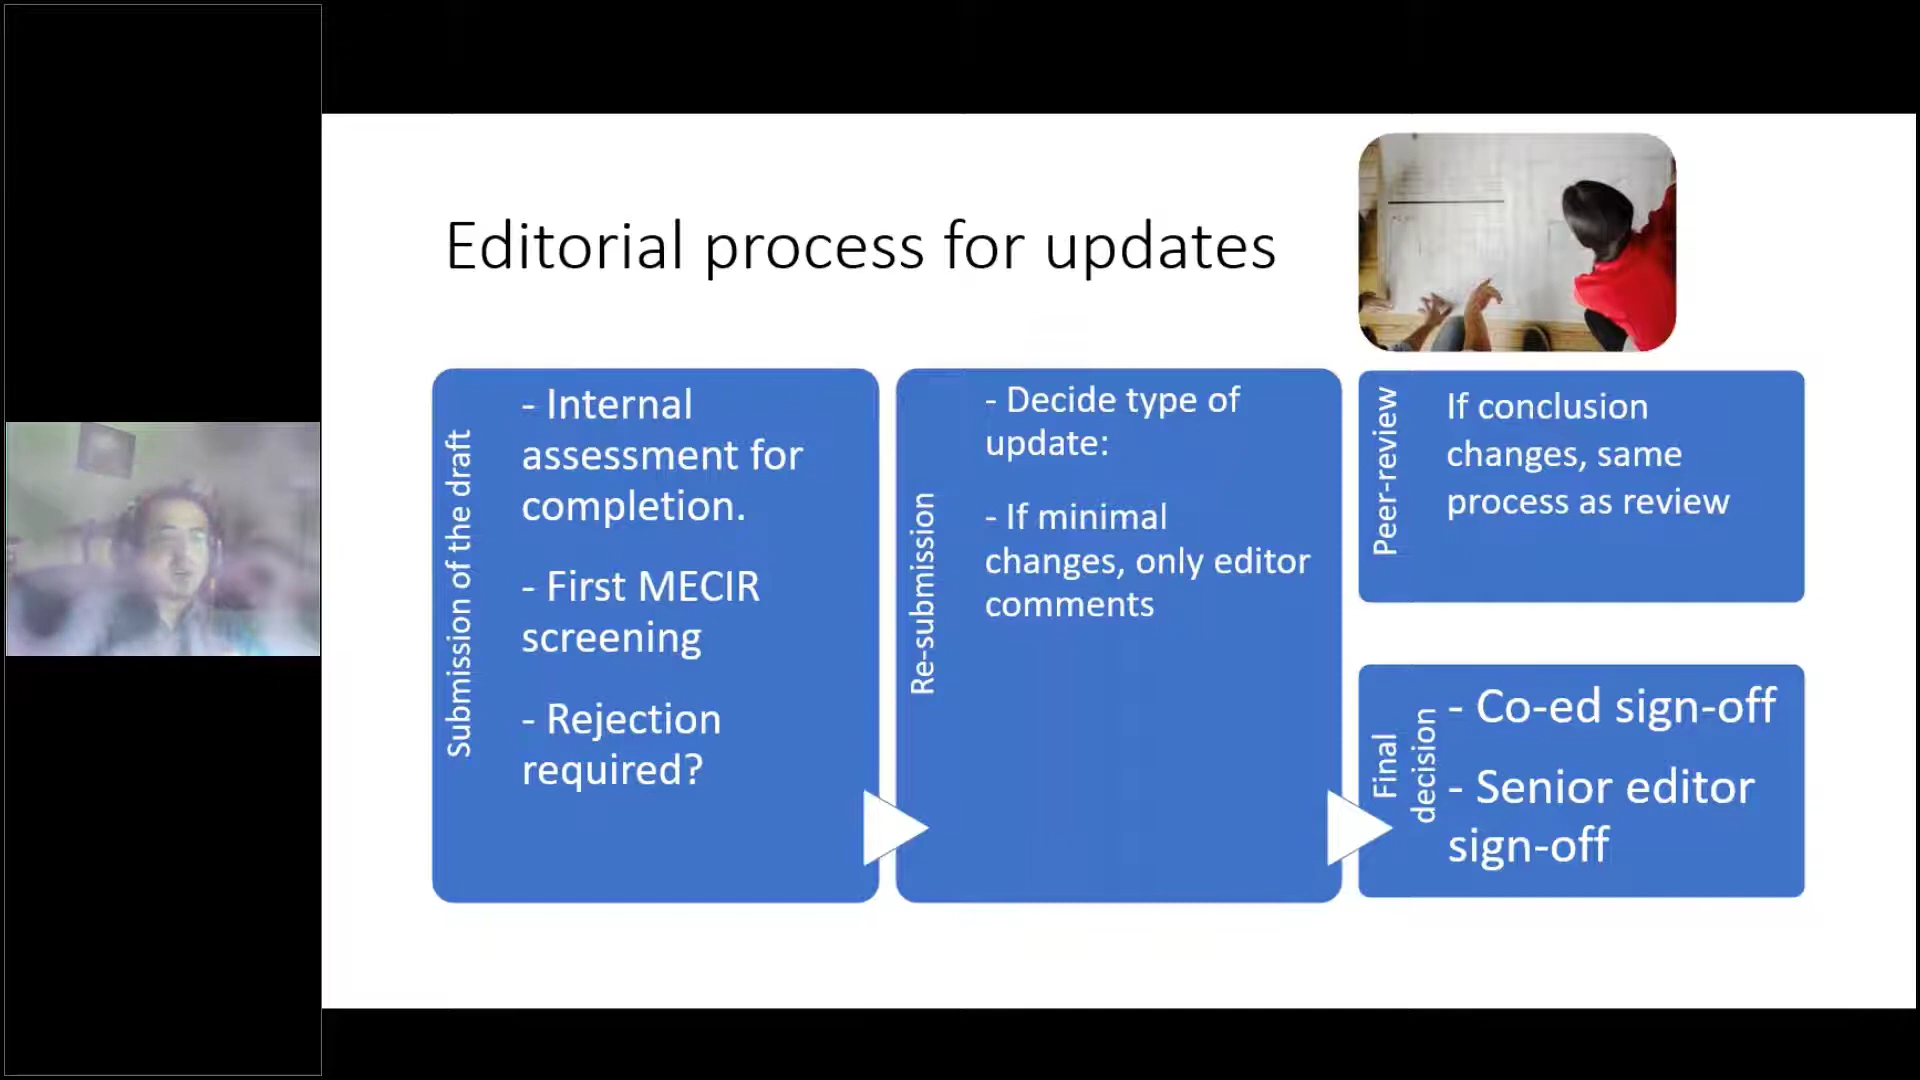 Editorial process for updates
Submission of the draft
- Internal
assessment for
completion.
- First MECIR
screening
- Rejection
required?
Re-submission
- Decide type of
update:
- If minimal
changes, only editor
comments
Peer-review
If conclusion
changes, same
process as review
Final
decision
- Co-ed sign-off
- Senior editor
sign-off